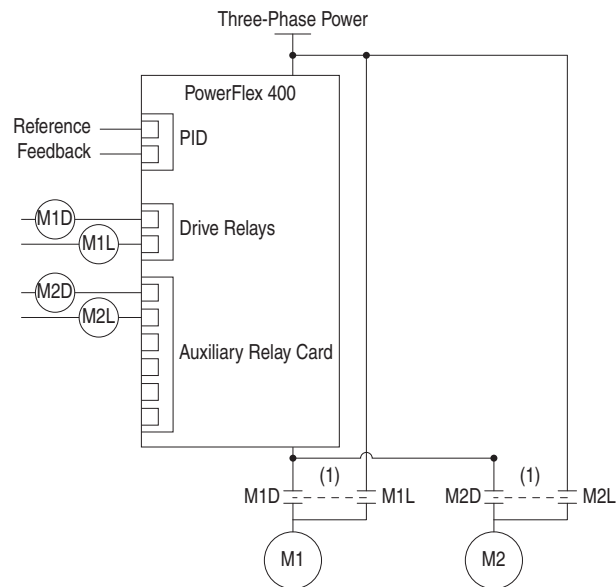 Three-Phase Power
PowerFlex 400
Reference
Feedback
PID
M1D
M1L
Drive Relays
M2D
M2L
Auxiliary Relay Card
(1)
(1)
M1D
M1L
M2D
M2L
M1
M2